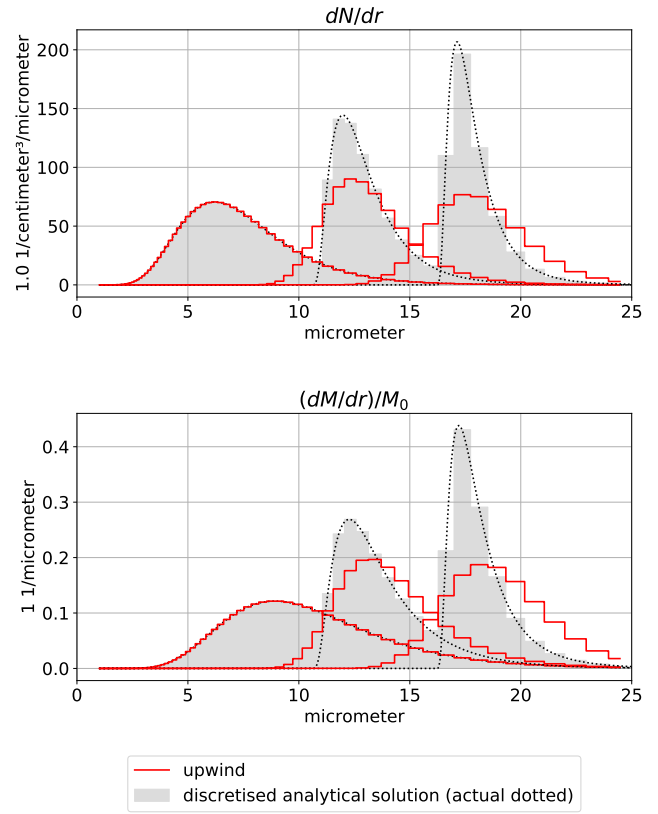 dN/dr
1.0 1/centimeter³/micrometer
200
150
100
50
0
0 5 10 15 20 25
micrometer
(dM/dr)/M₀
1 1/micrometer
0.4
0.3
0.2
0.1
0.0
0 5 10 15 20 25
micrometer
upwind
discretised analytical solution (actual dotted)